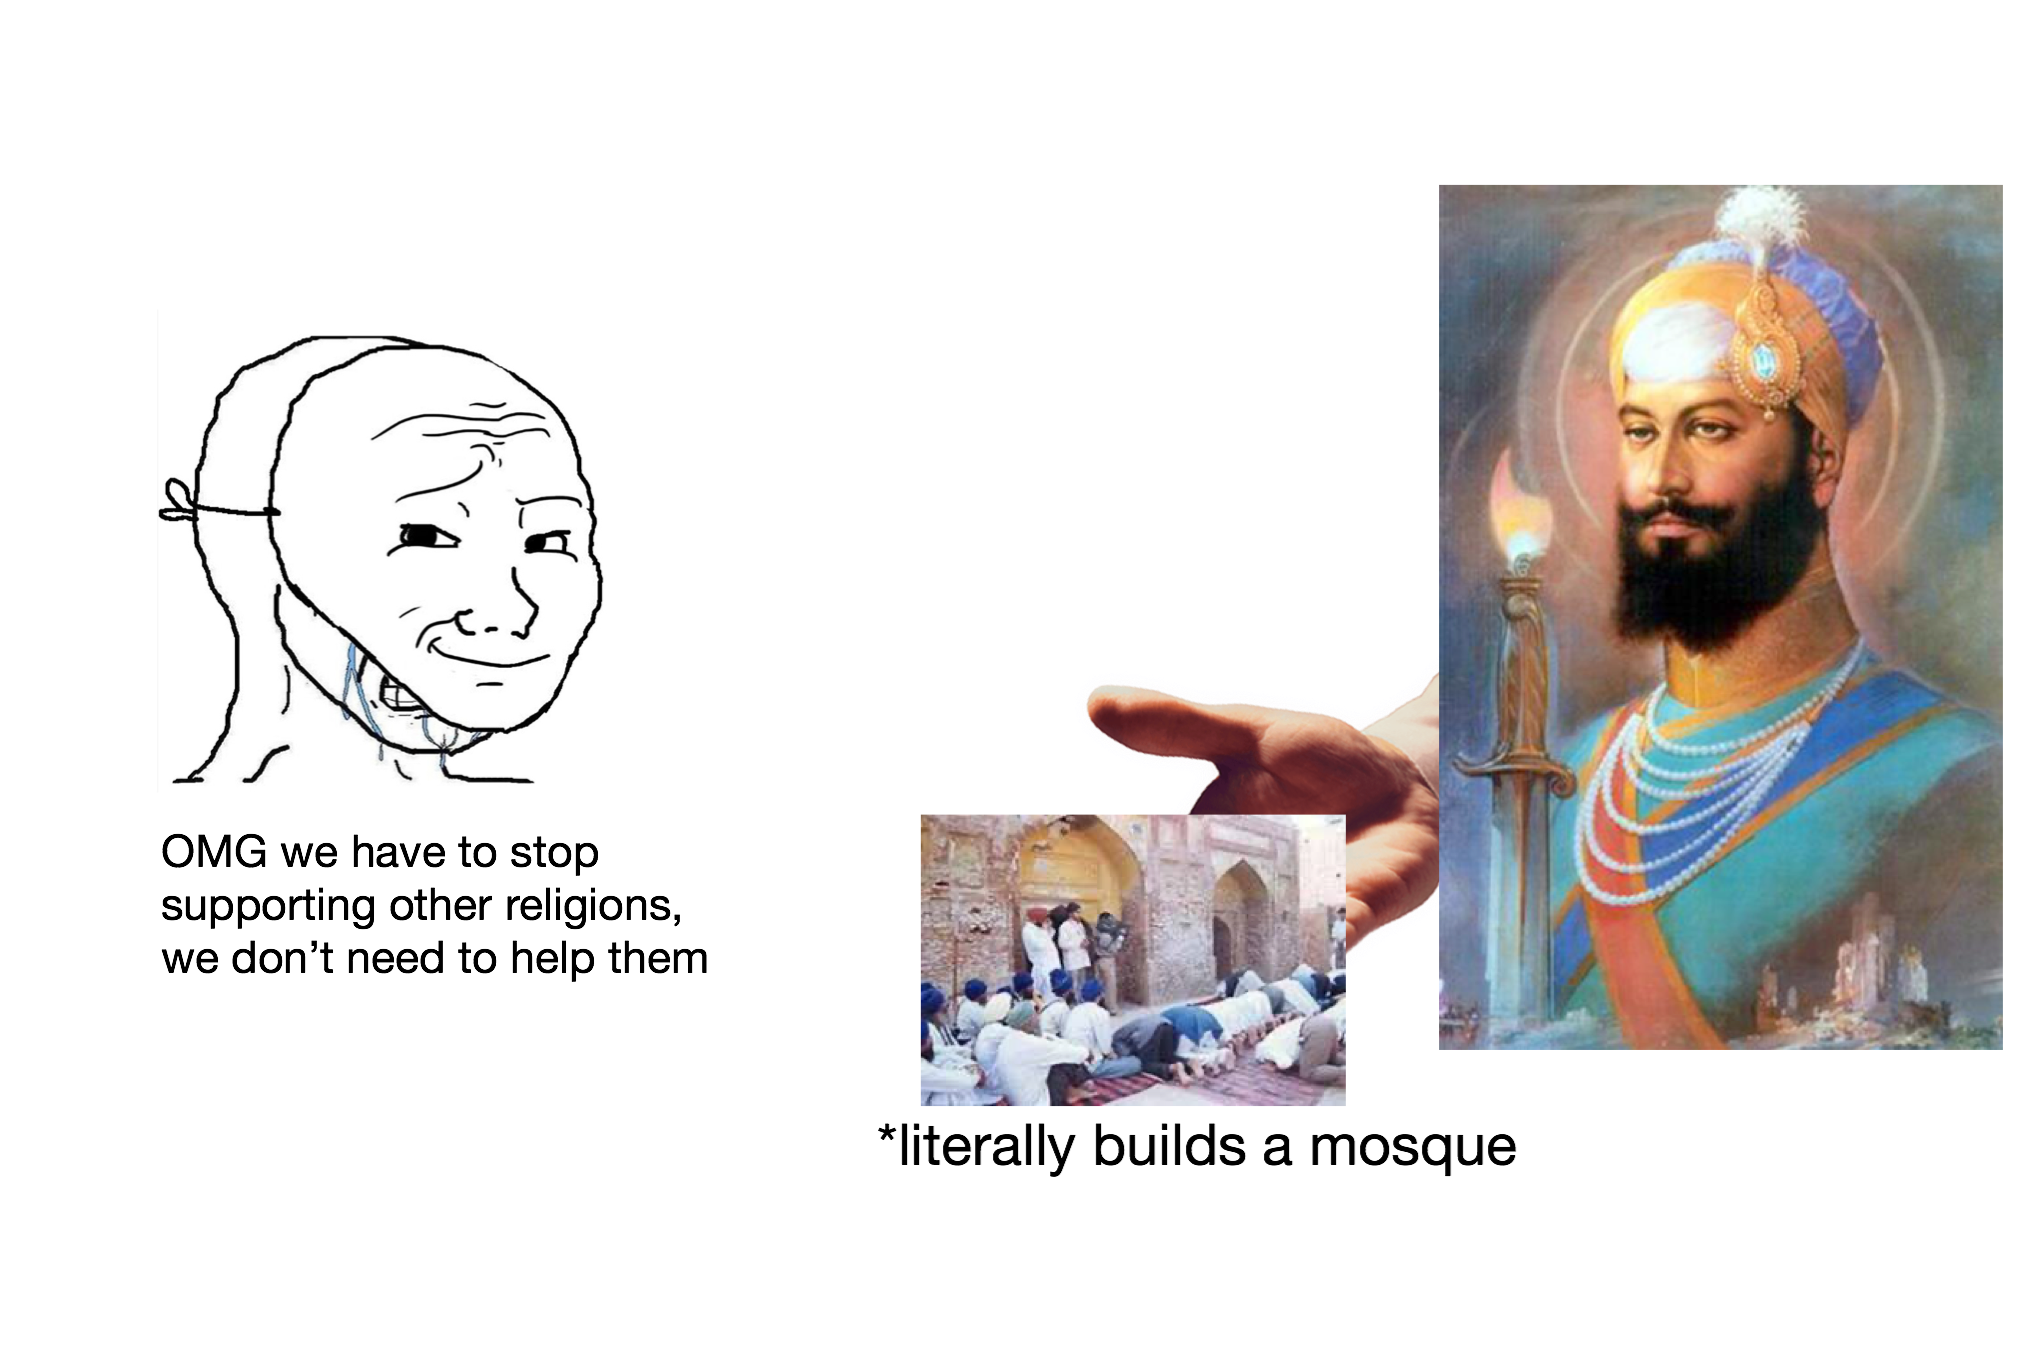 OMG we have to stop
supporting other religions,
we don’t need to help them
*literally builds a mosque